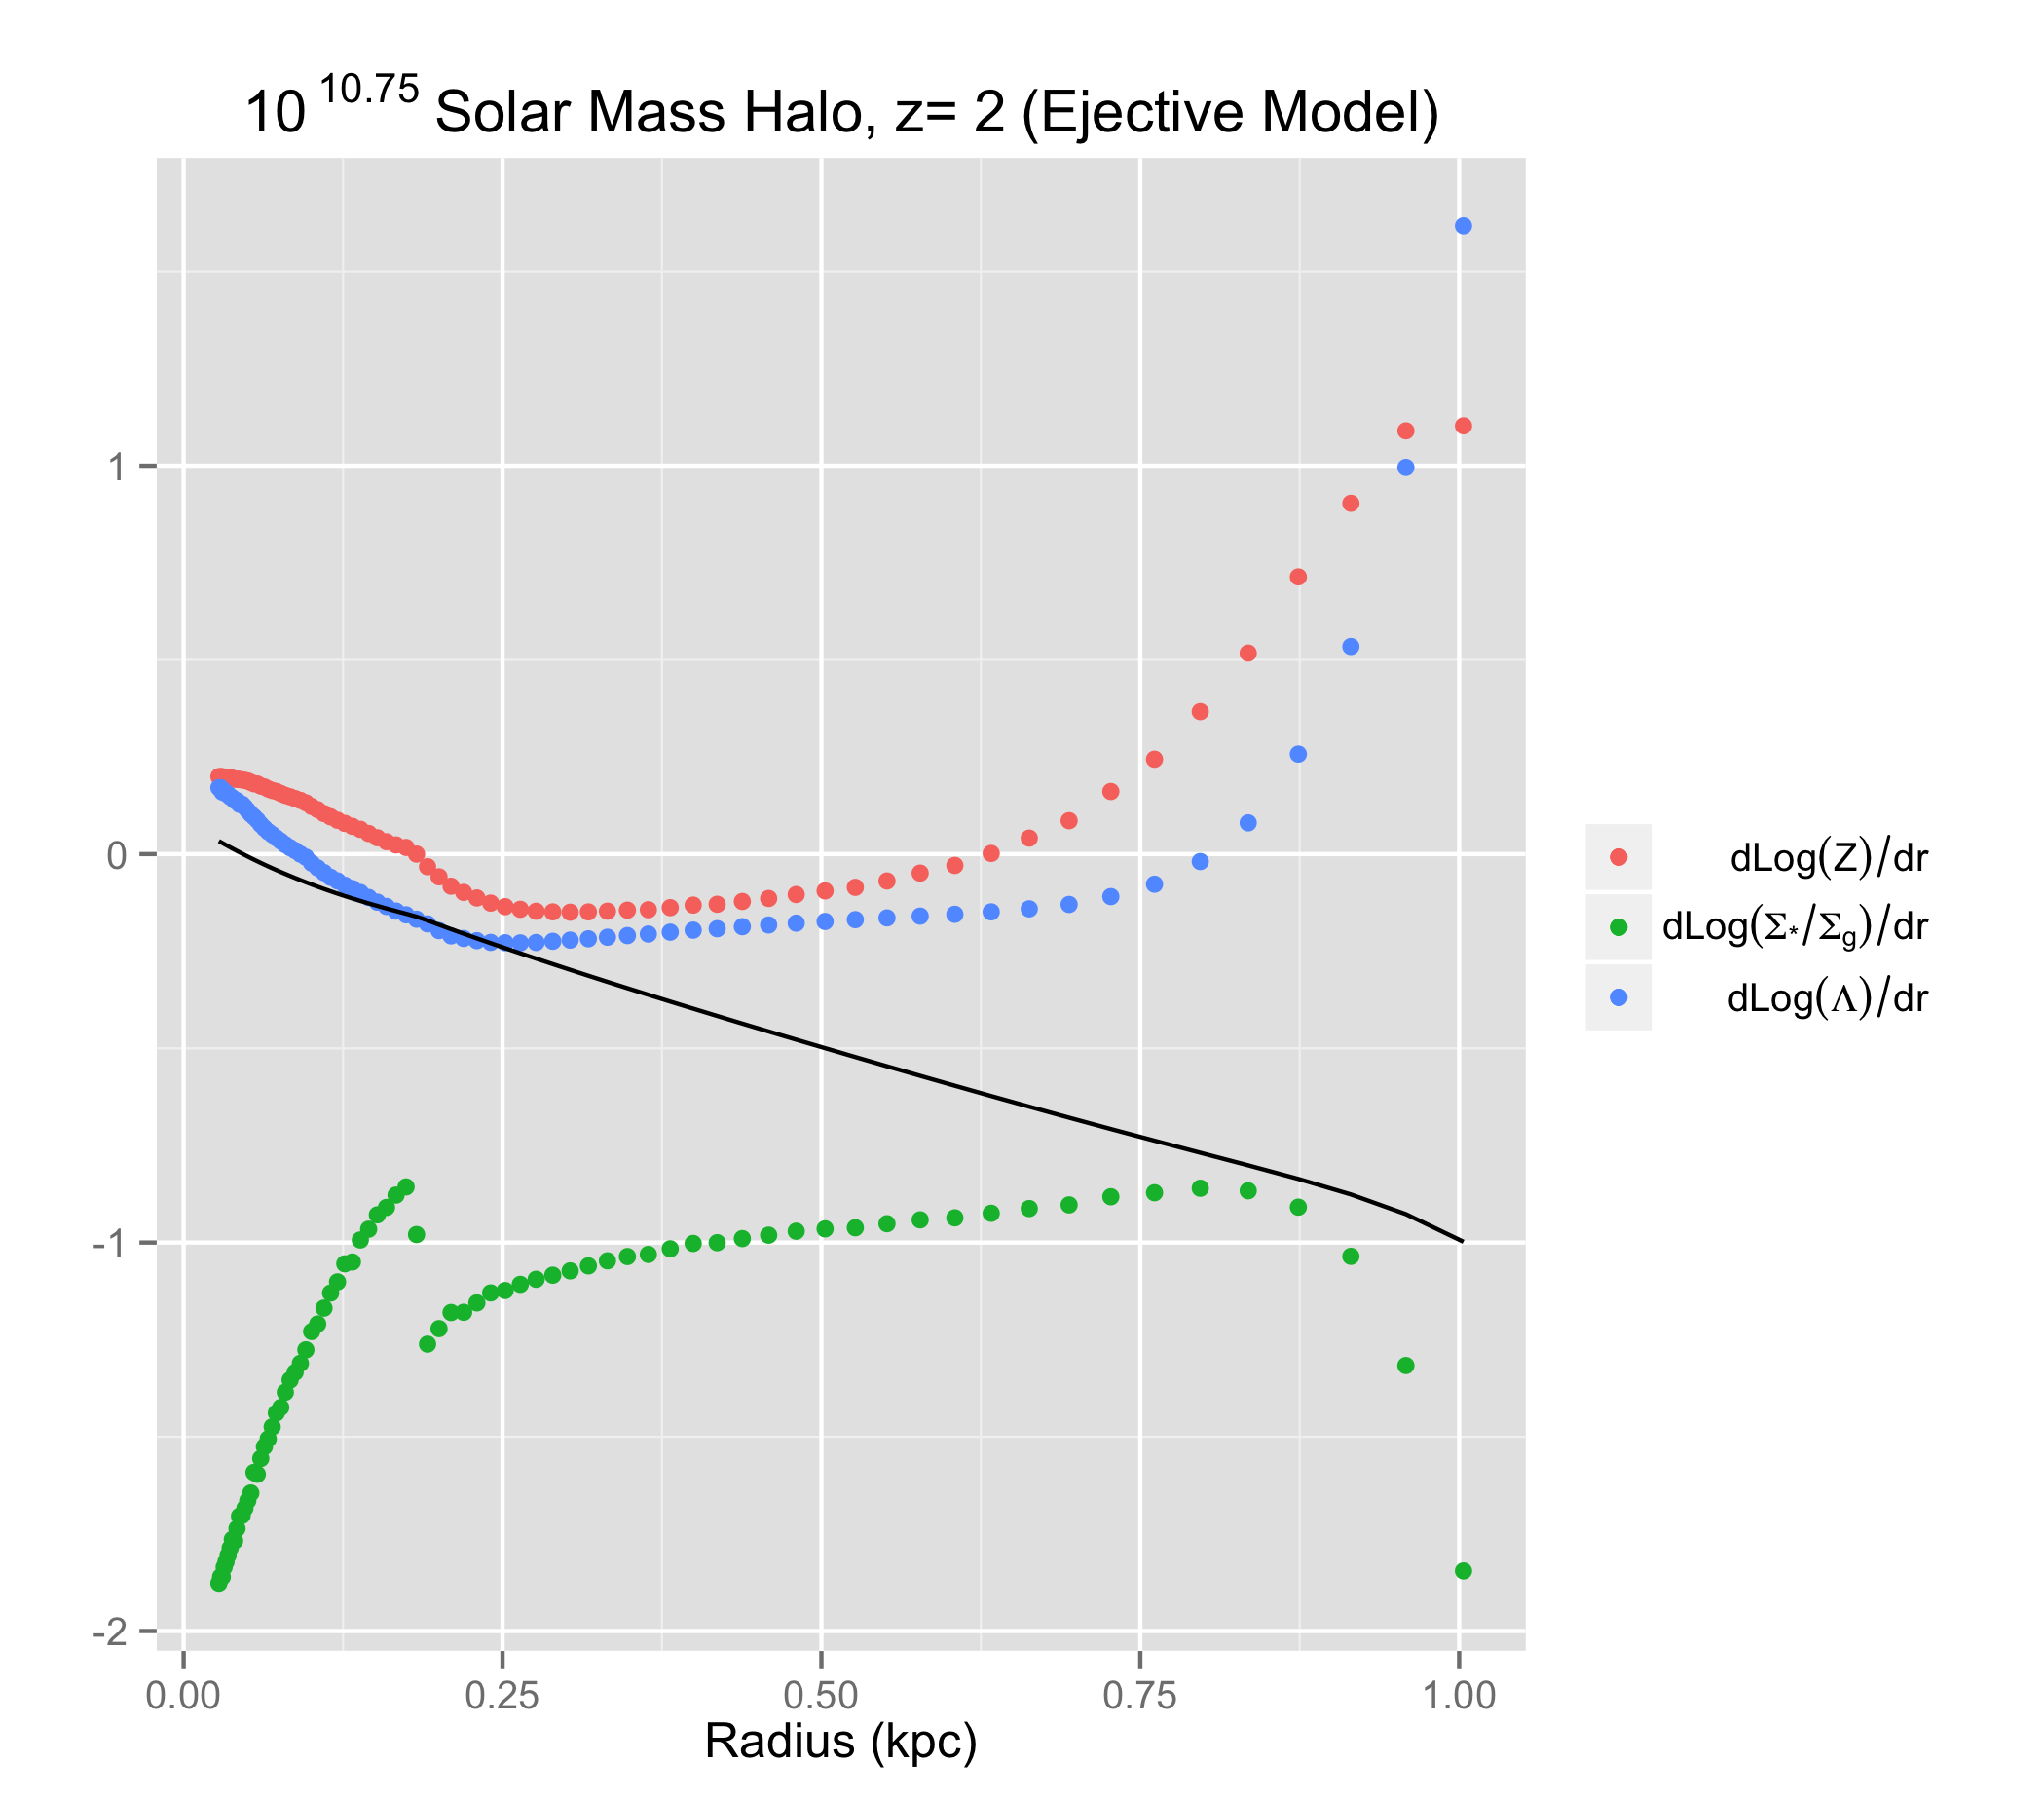 10^10.75 Solar Mass Halo, z= 2 (Ejective Model)
1
0
-1
-2
0.00 0.25 0.50 0.75 1.00
Radius (kpc)
dLog(Z)/dr
dLog(Σ*/Σg)/dr
dLog(Λ)/dr